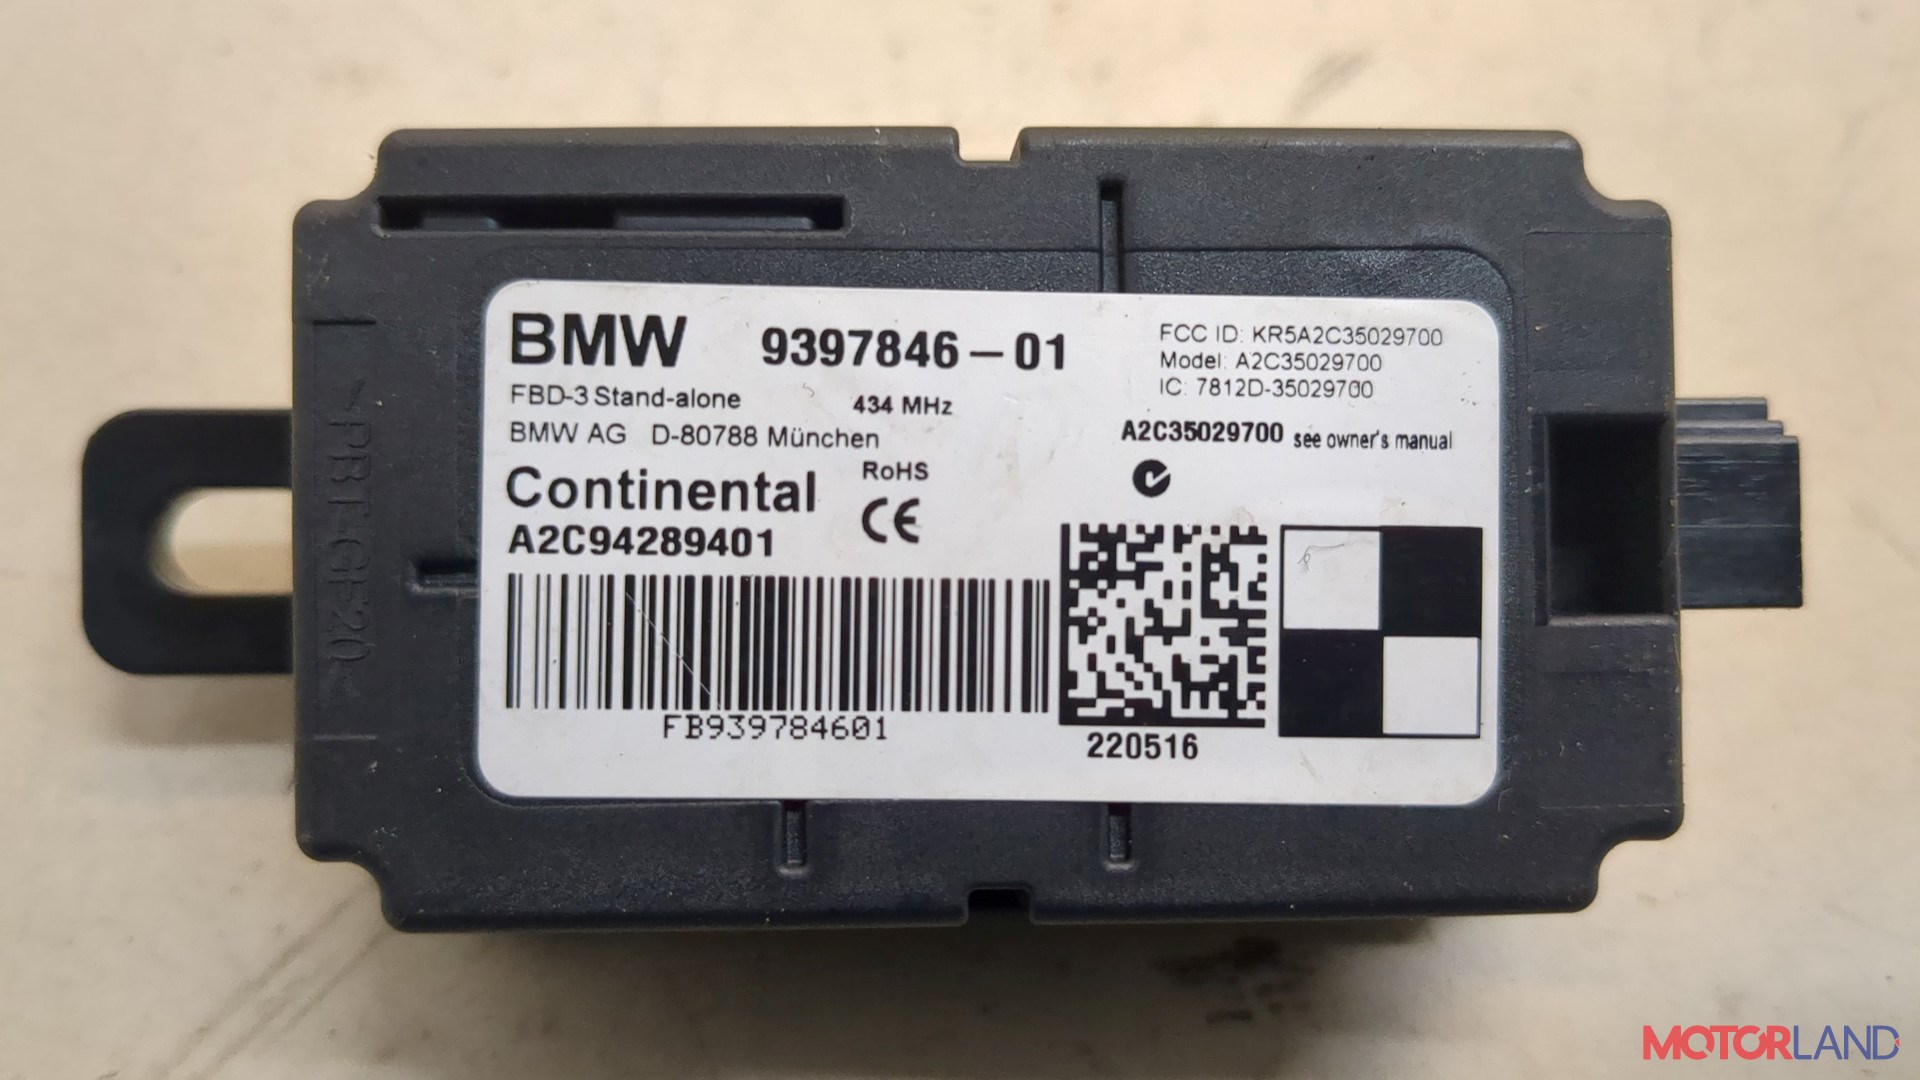 BMW 9397846-01
FBD-3 Stand-alone 434 MHz
BMW AG D-80788 München
Continental RoHS
CE
A2C94289401
FB939784601
FCC ID: KR5A2C35029700
Model: A2C35029700
IC: 7812D-35029700
A2C35029700 see owner's manual
220516
>PBT-GF20<
MOTORLAND